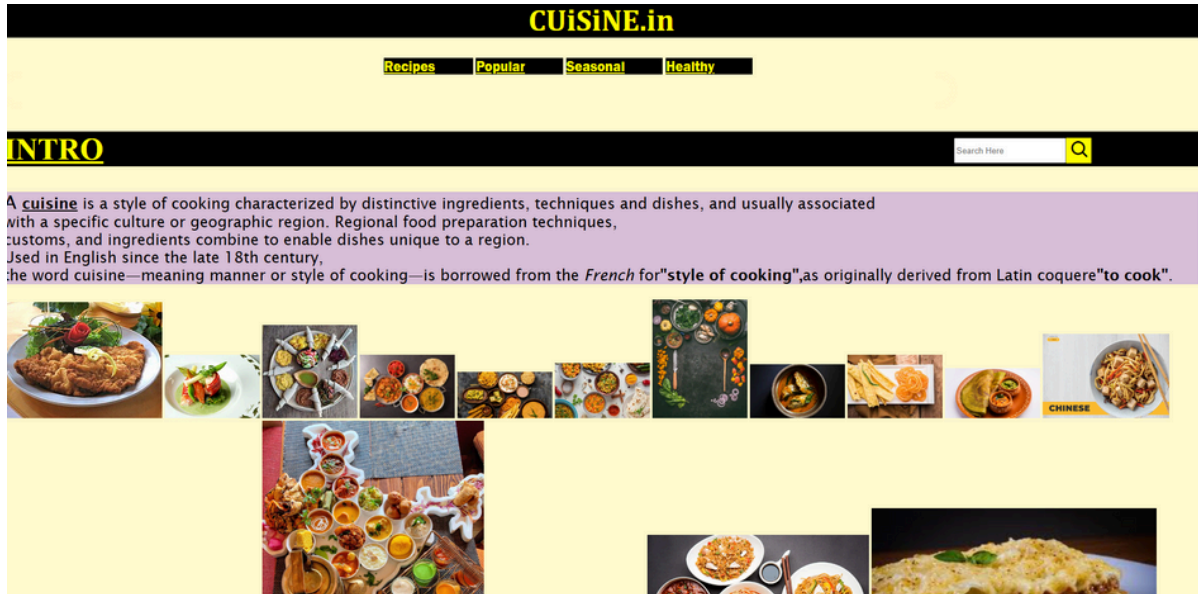 CUiSiNE.in
Recipes Popular Seasonal Healthy
INTRO
Search Here
A cuisine is a style of cooking characterized by distinctive ingredients, techniques and dishes, and usually associated
with a specific culture or geographic region. Regional food preparation techniques,
customs, and ingredients combine to enable dishes unique to a region.
Used in English since the late 18th century,
the word cuisine—meaning manner or style of cooking—is borrowed from the French for"style of cooking",as originally derived from Latin coquere"to cook".
CHINESE